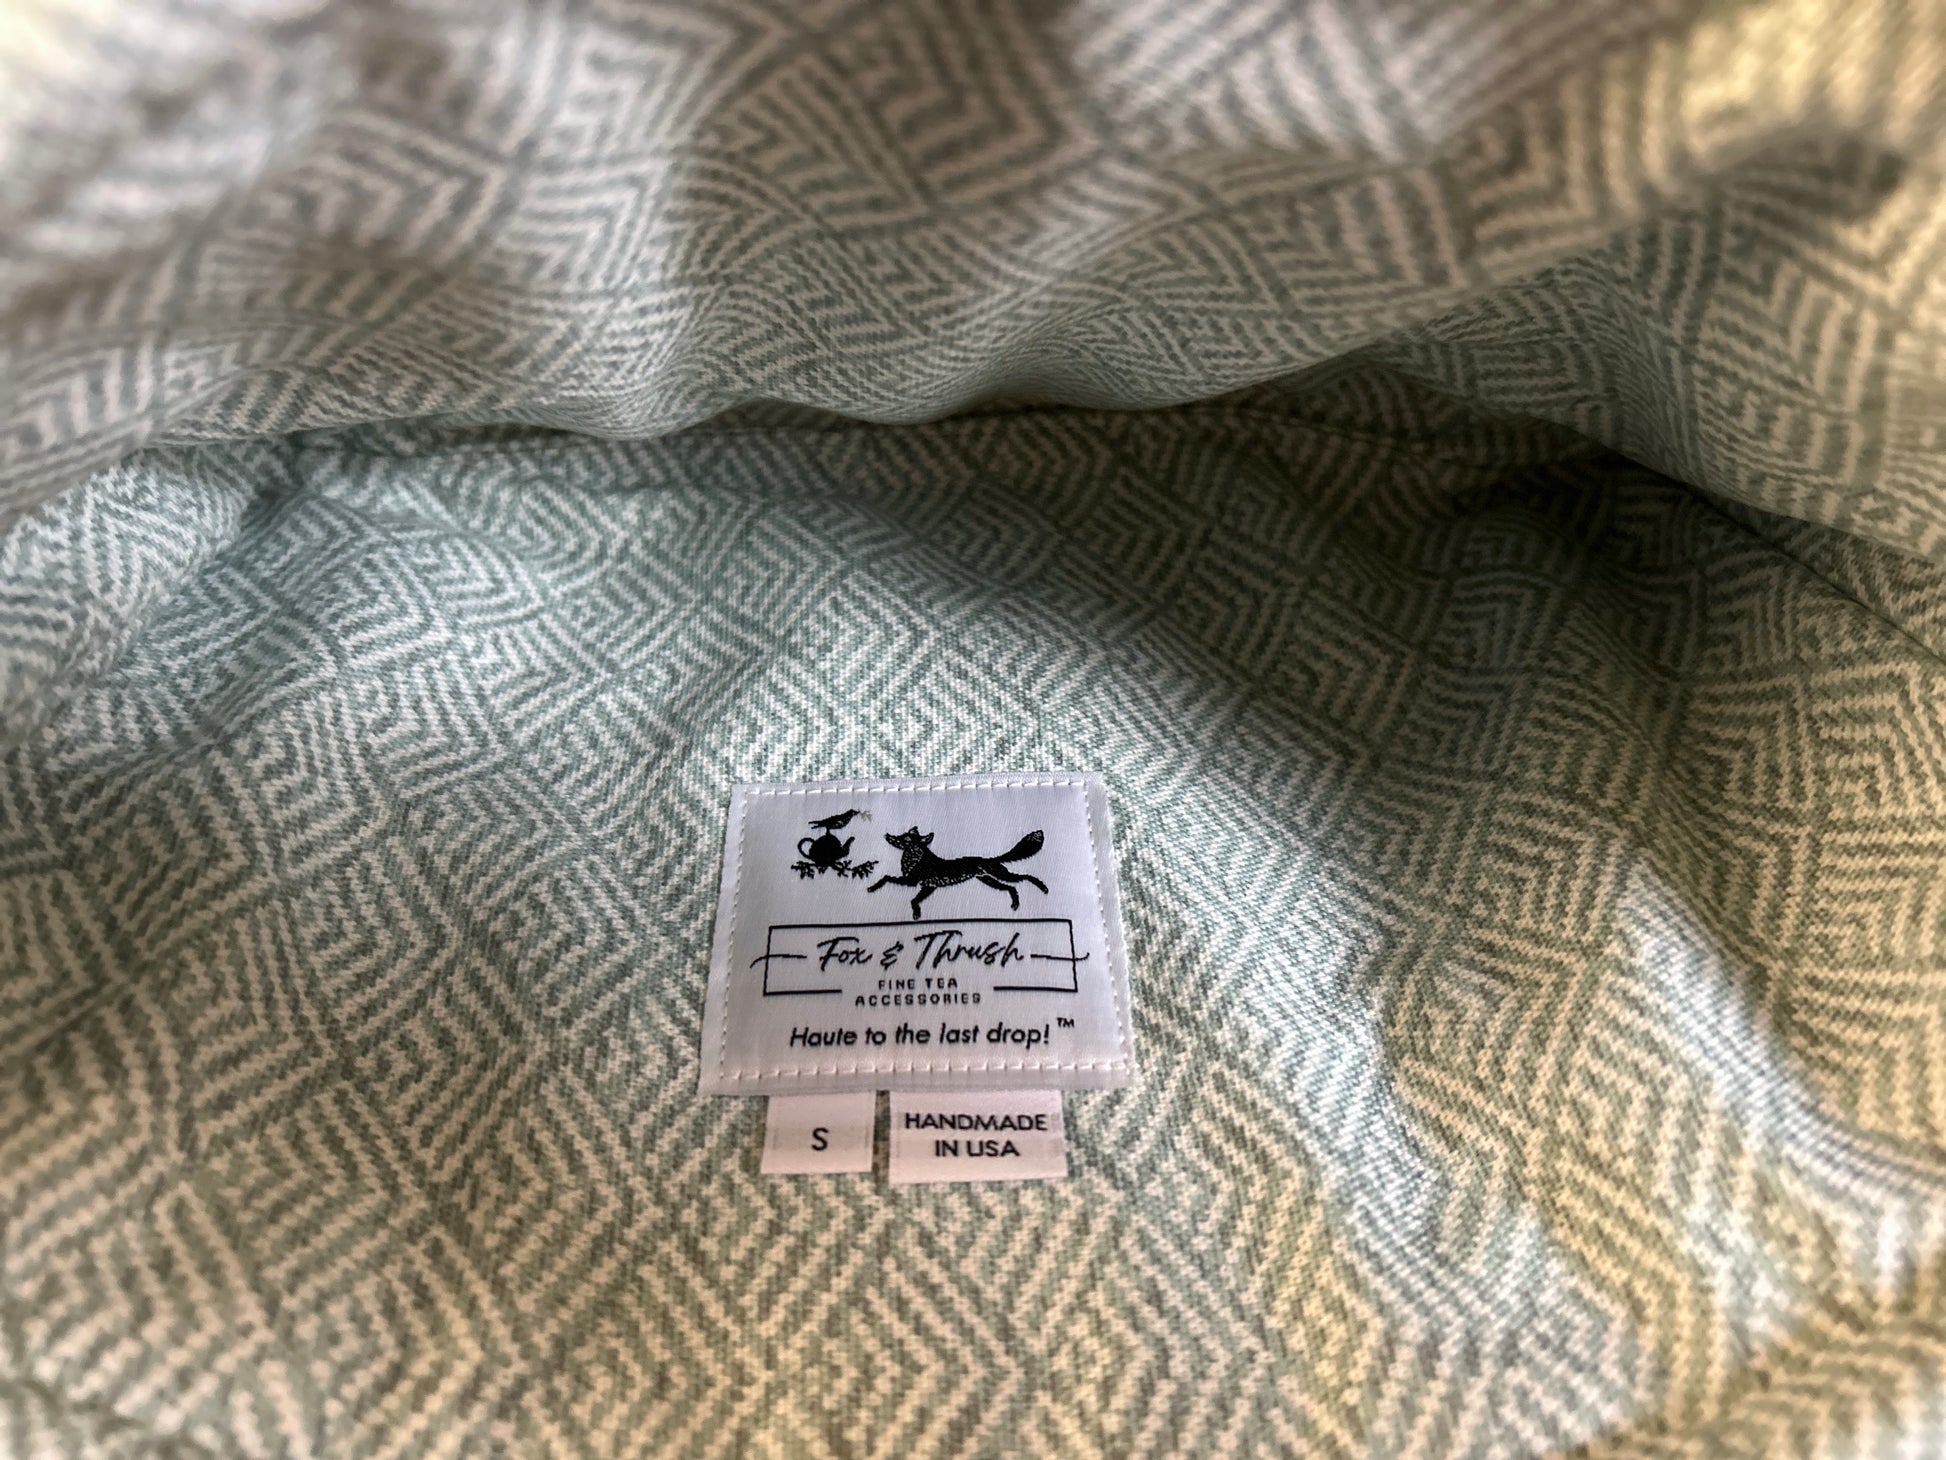 Fox & Thrush
FINE TEA
ACCESSORIES
Haute to the last drop!™
S
HANDMADE
IN USA